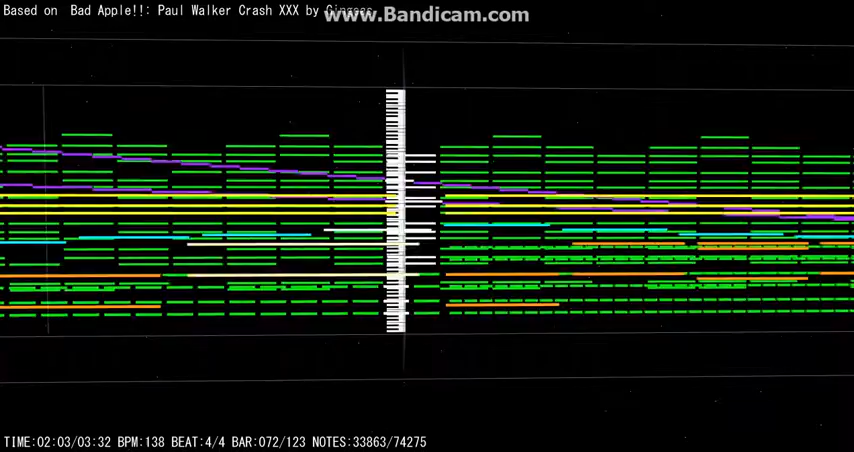 Based on Bad Apple!!: Paul Walker Crash XXX by
www.Bandicam.com
TIME:02:03/03:32 BPM:138 BEAT:4/4 BAR:072/123 NOTES:33863/74275